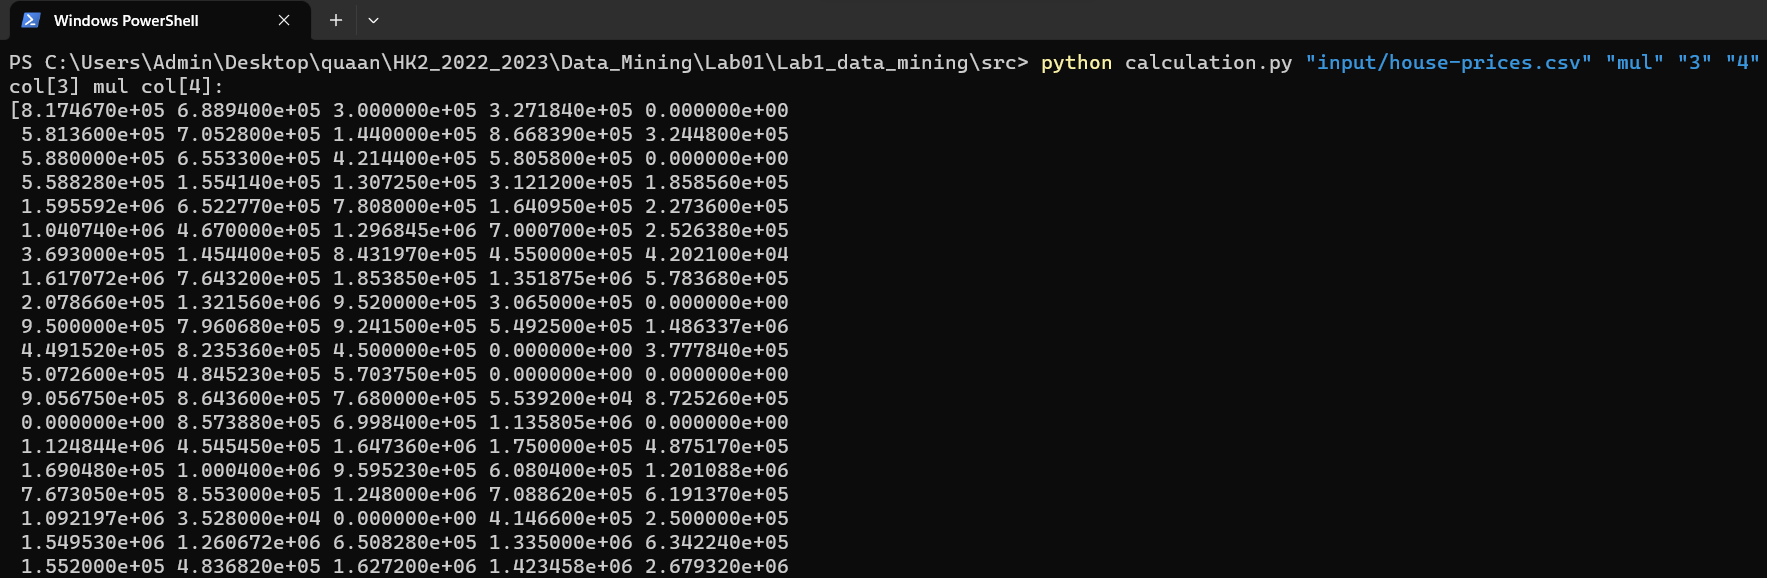 Windows PowerShell
PS C:\Users\Admin\Desktop\quaan\HK2_2022_2023\Data_Mining\Lab01\Lab1_data_mining\src> python calculation.py "input/house-prices.csv" "mul" "3" "4"
col[3] mul col[4]:
[8.174670e+05 6.889400e+05 3.000000e+05 3.271840e+05 0.000000e+00
5.813600e+05 7.052800e+05 1.440000e+05 8.668390e+05 3.244800e+05
5.880000e+05 6.553300e+05 4.214400e+05 5.805800e+05 0.000000e+00
5.588280e+05 1.554140e+05 1.307250e+05 3.121200e+05 1.858560e+05
1.595592e+06 6.522770e+05 7.808000e+05 1.640950e+05 2.273600e+05
1.040740e+06 4.670000e+05 1.296845e+06 7.000700e+05 2.526380e+05
3.693000e+05 1.454400e+05 8.431970e+05 4.550000e+05 4.202100e+04
1.617072e+06 7.643200e+05 1.853850e+05 1.351875e+06 5.783680e+05
2.078660e+05 1.321560e+06 9.520000e+05 3.065000e+05 0.000000e+00
9.500000e+05 7.960680e+05 9.241500e+05 5.492500e+05 1.486337e+06
4.491520e+05 8.235360e+05 4.500000e+05 0.000000e+00 3.777840e+05
5.072600e+05 4.845230e+05 5.703750e+05 0.000000e+00 0.000000e+00
9.056750e+05 8.643600e+05 7.680000e+05 5.539200e+04 8.725260e+05
0.000000e+00 8.573880e+05 6.998400e+05 1.135805e+06 0.000000e+00
1.124844e+06 4.545450e+05 1.647360e+06 1.750000e+05 4.875170e+05
1.690480e+05 1.000400e+06 9.595230e+05 6.080400e+05 1.201088e+06
7.673050e+05 8.553000e+05 1.248000e+06 7.088620e+05 6.191370e+05
1.092197e+06 3.528000e+04 0.000000e+00 4.146600e+05 2.500000e+05
1.549530e+06 1.260672e+06 6.508280e+05 1.335000e+06 6.342240e+05
1.552000e+05 4.836820e+05 1.627200e+06 1.423458e+06 2.679320e+06